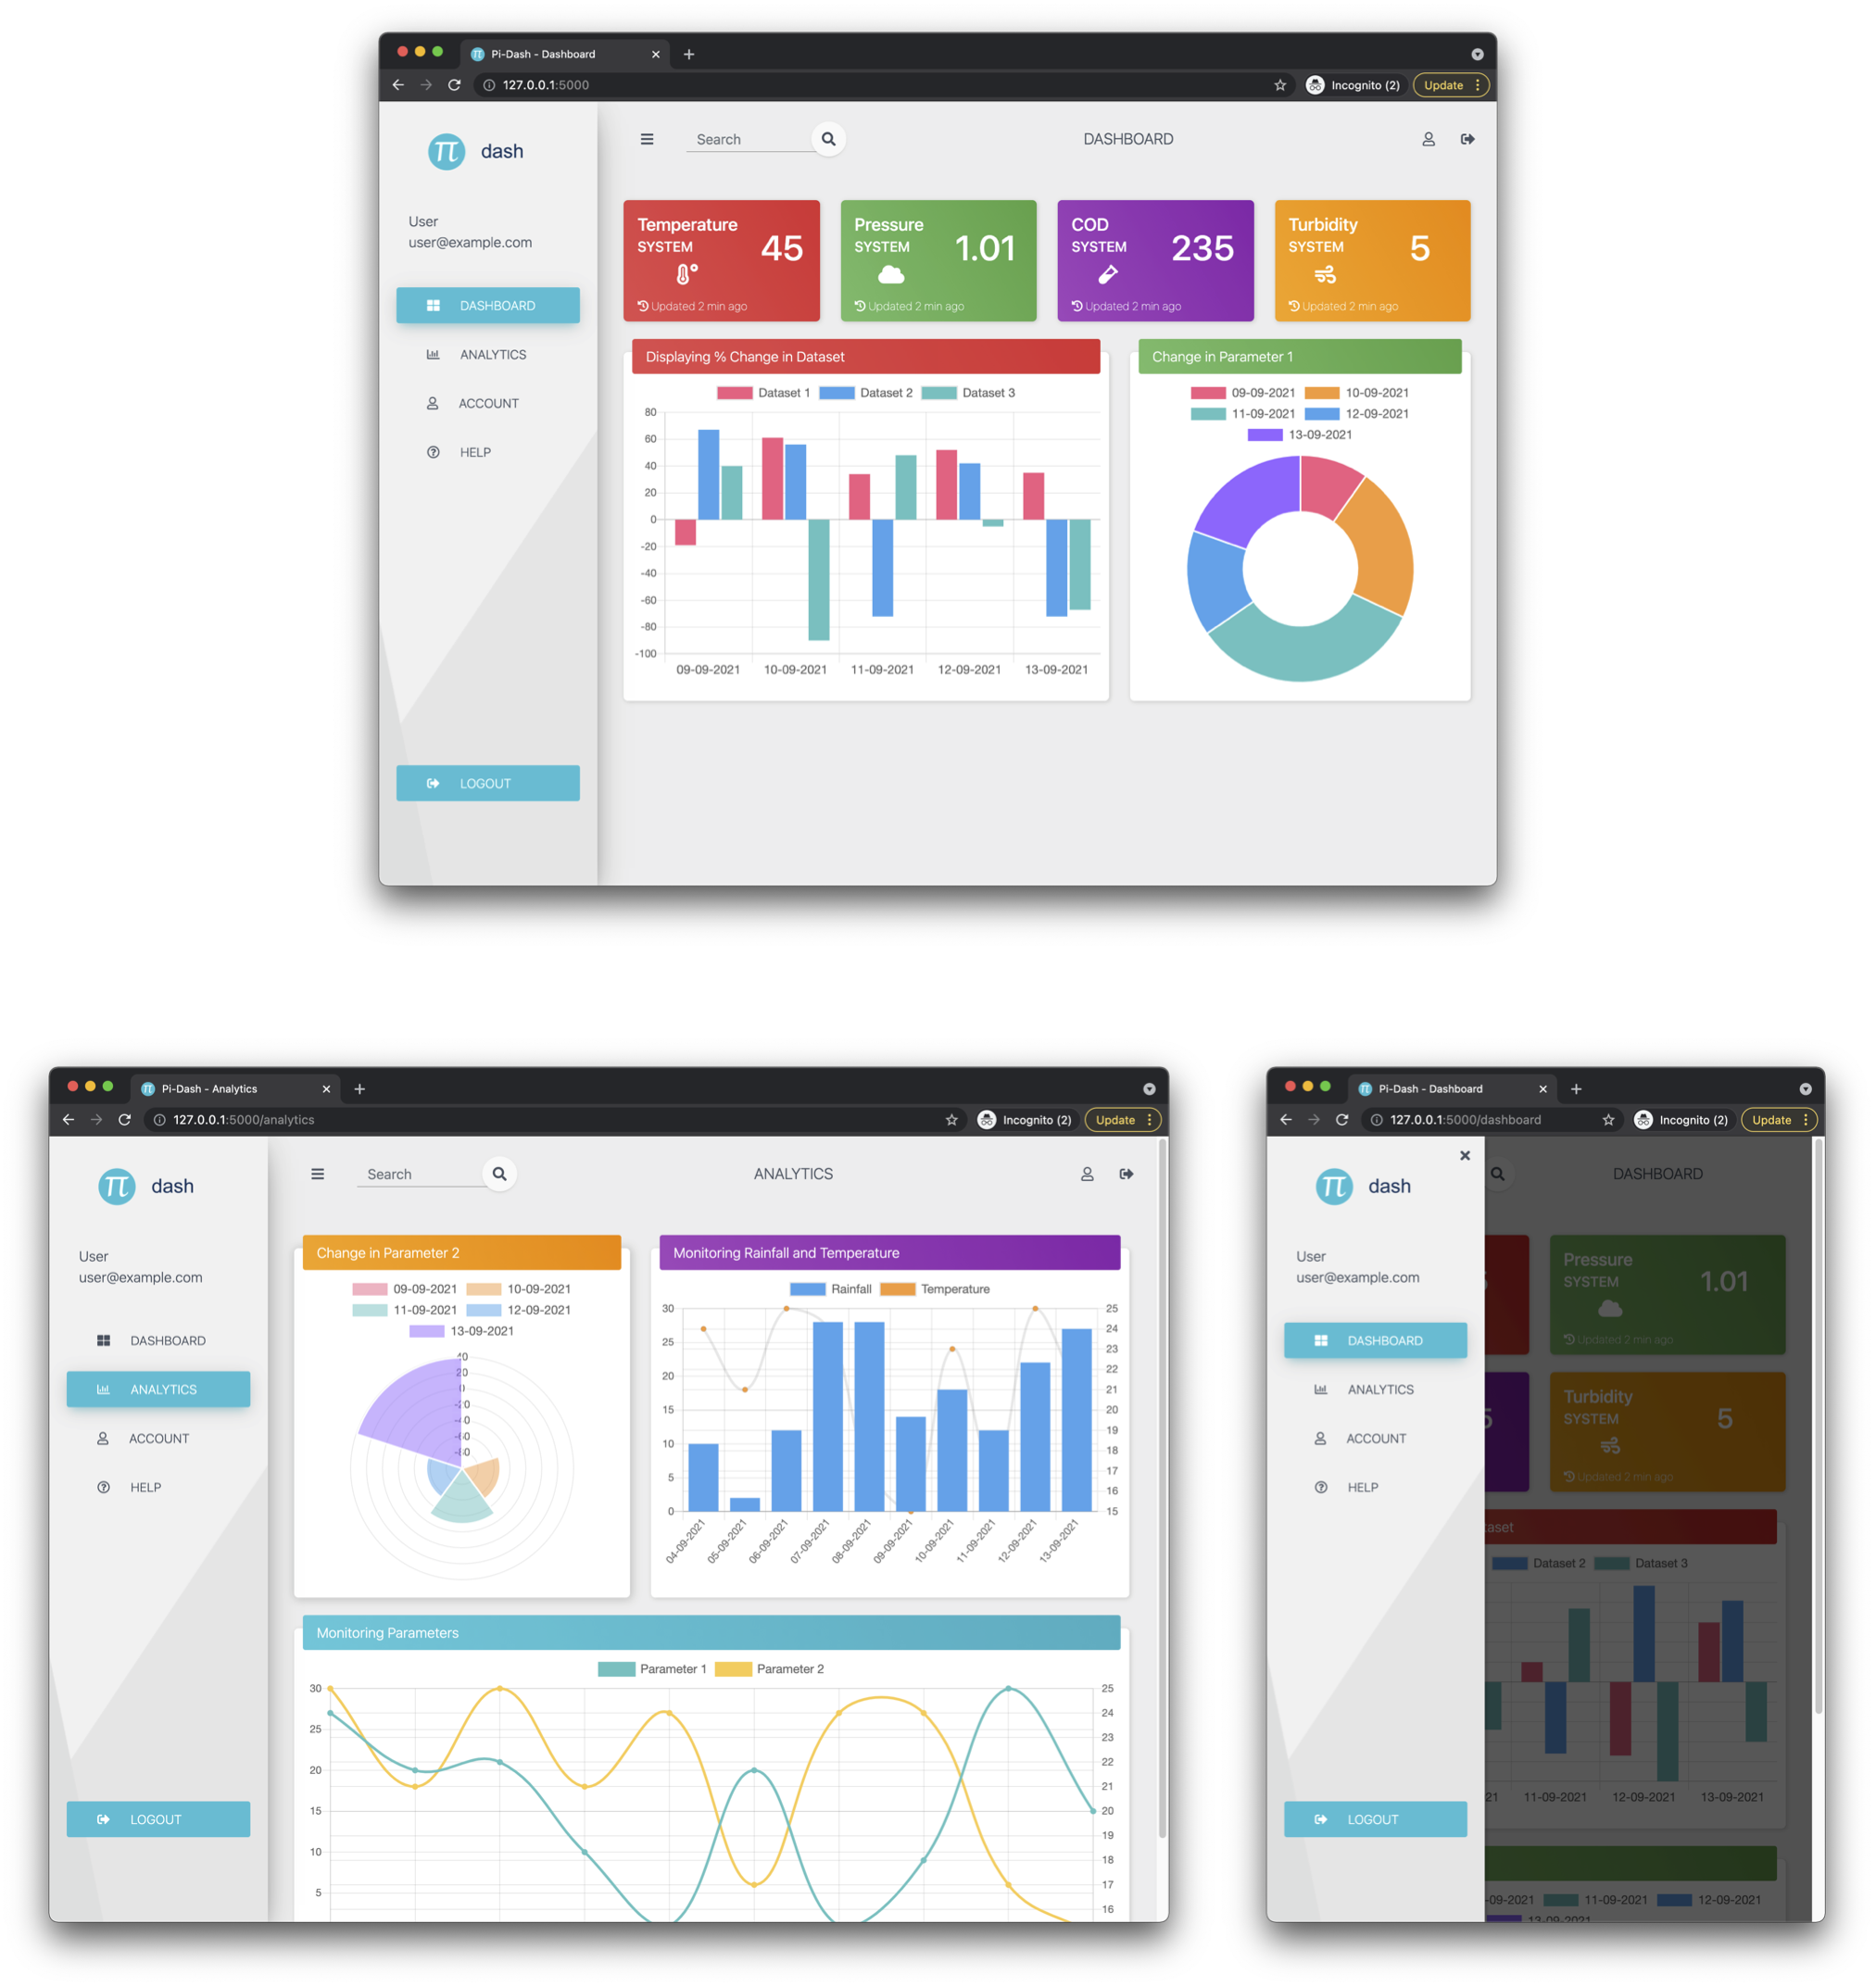 Pi-Dash - Dashboard
127.0.0.1:5000
Incognito (2)
Update
π dash
User
user@example.com
DASHBOARD
ANALYTICS
ACCOUNT
HELP
LOGOUT
Search
DASHBOARD
Temperature
SYSTEM
45
Updated 2 min ago
Pressure
SYSTEM
1.01
Updated 2 min ago
COD
SYSTEM
235
Updated 2 min ago
Turbidity
SYSTEM
5
Updated 2 min ago
Displaying % Change in Dataset
Dataset 1 Dataset 2 Dataset 3
80
60
40
20
0
-20
-40
-60
-80
-100
09-09-2021 10-09-2021 11-09-2021 12-09-2021 13-09-2021
Change in Parameter 1
09-09-2021 10-09-2021
11-09-2021 12-09-2021
13-09-2021
Pi-Dash - Analytics
127.0.0.1:5000/analytics
Incognito (2)
Update
π dash
User
user@example.com
DASHBOARD
ANALYTICS
ACCOUNT
HELP
LOGOUT
Search
ANALYTICS
Change in Parameter 2
09-09-2021 10-09-2021
11-09-2021 12-09-2021
13-09-2021
40
20
0
-20
-40
-60
-80
Monitoring Rainfall and Temperature
Rainfall Temperature
30
25
20
15
10
5
0
25
24
23
22
21
20
19
18
17
16
15
04-09-2021 05-09-2021 06-09-2021 07-09-2021 08-09-2021 09-09-2021 10-09-2021 11-09-2021 12-09-2021 13-09-2021
Monitoring Parameters
Parameter 1 Parameter 2
30
25
20
15
10
5
25
24
23
22
21
20
19
18
17
16
Pi-Dash - Dashboard
127.0.0.1:5000/dashboard
Incognito (2)
Update
π dash
User
user@example.com
DASHBOARD
ANALYTICS
ACCOUNT
HELP
LOGOUT
DASHBOARD
Pressure
SYSTEM
1.01
Updated 2 min ago
5
Turbidity
SYSTEM
5
Updated 2 min ago
taset
Dataset 2 Dataset 3
21 11-09-2021 12-09-2021 13-09-2021
-09-2021 11-09-2021 12-09-2021
13-09-2021